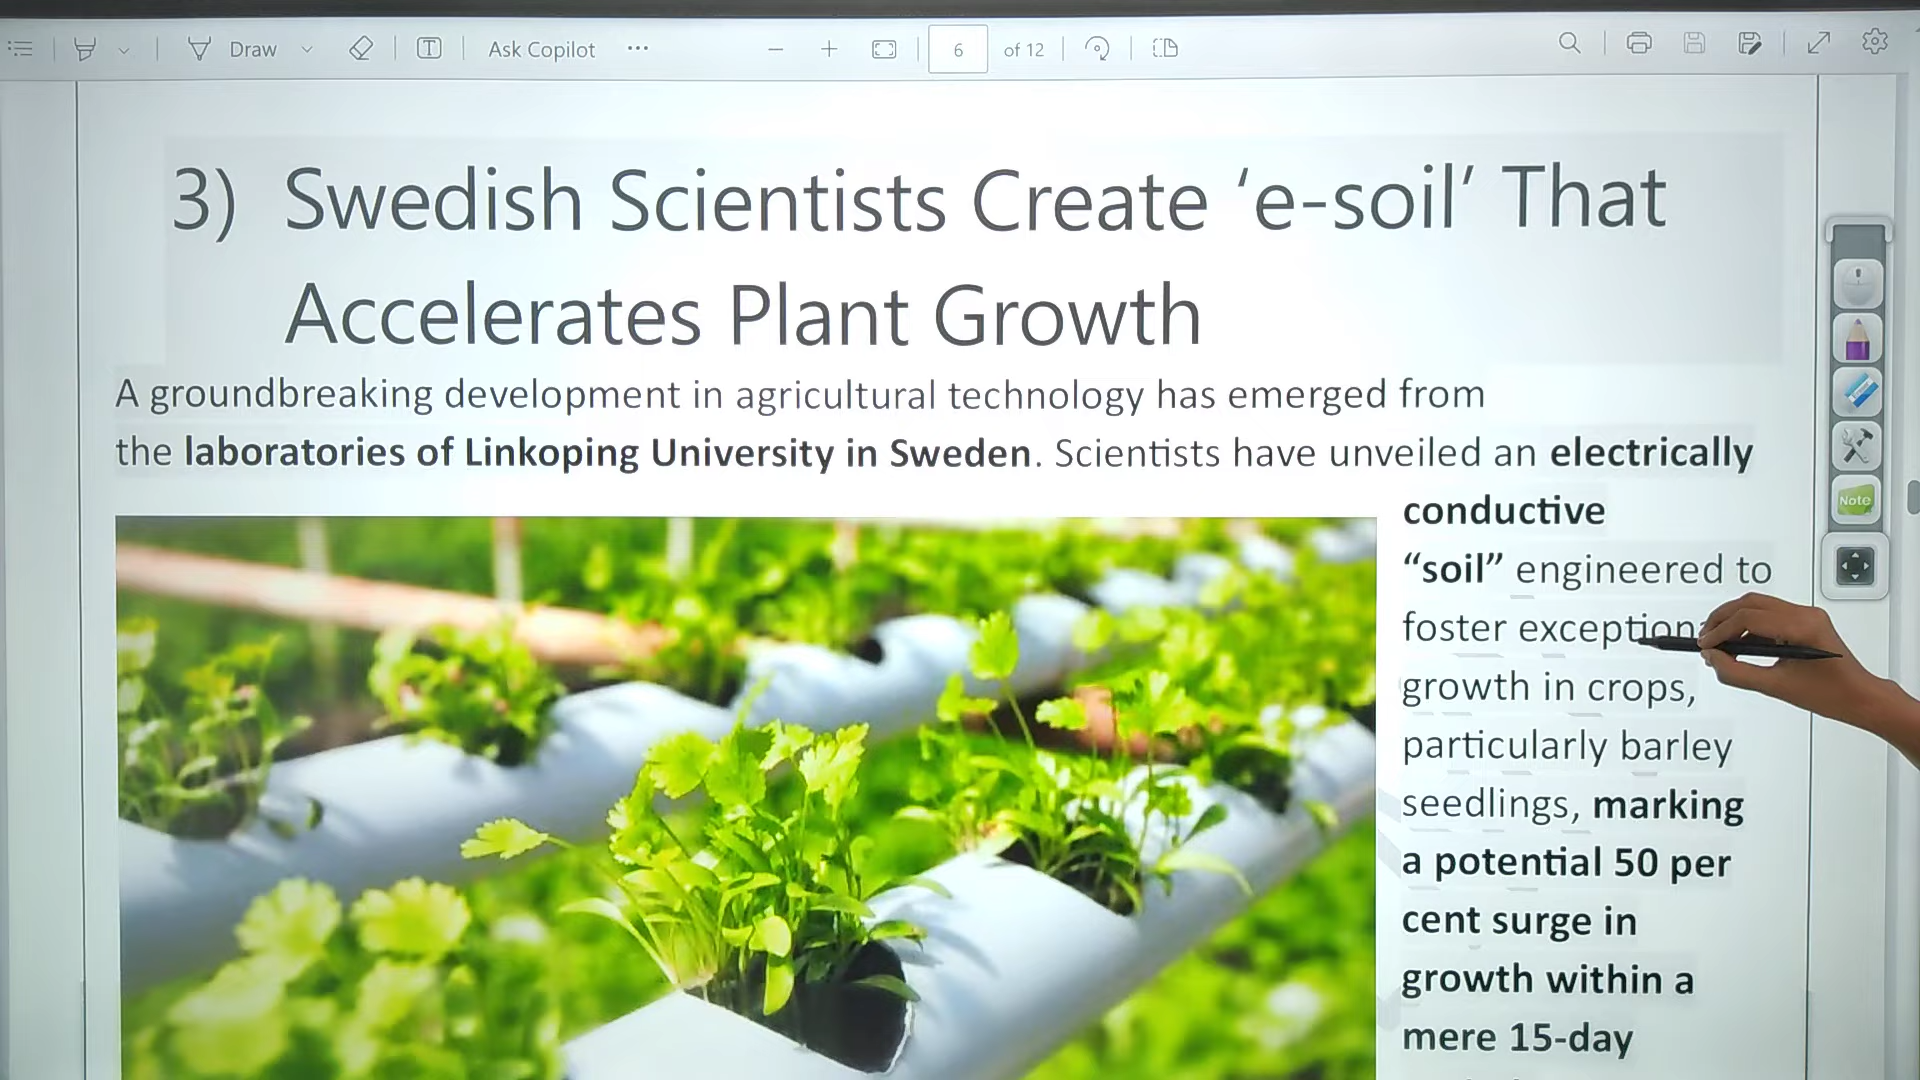 Draw
Ask Copilot
6 of 12
3) Swedish Scientists Create ‘e-soil’ That
Accelerates Plant Growth
A groundbreaking development in agricultural technology has emerged from
the laboratories of Linkoping University in Sweden. Scientists have unveiled an electrically
conductive
“soil” engineered to
foster exception
growth in crops,
particularly barley
seedlings, marking
a potential 50 per
cent surge in
growth within a
mere 15-day
Note